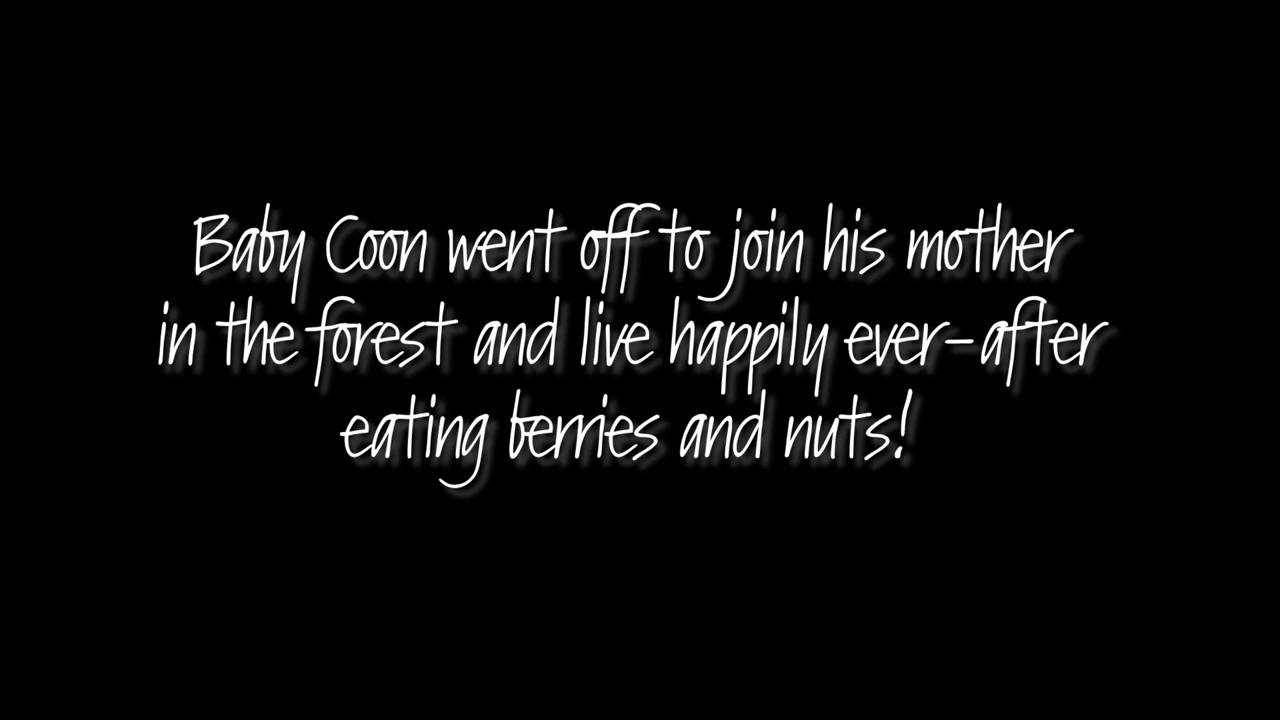 Baby Coon went off to join his mother
in the forest and live happily ever-after
eating berries and nuts!